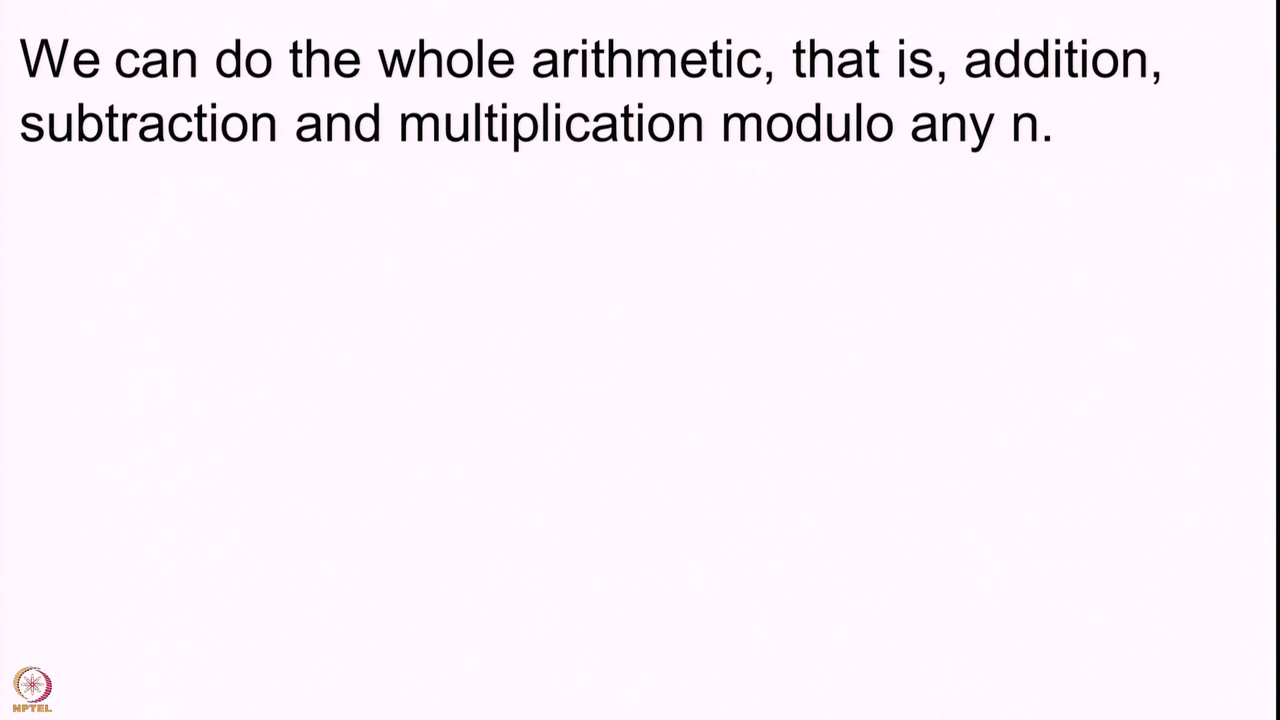 We can do the whole arithmetic, that is, addition,
subtraction and multiplication modulo any n.
NPTEL